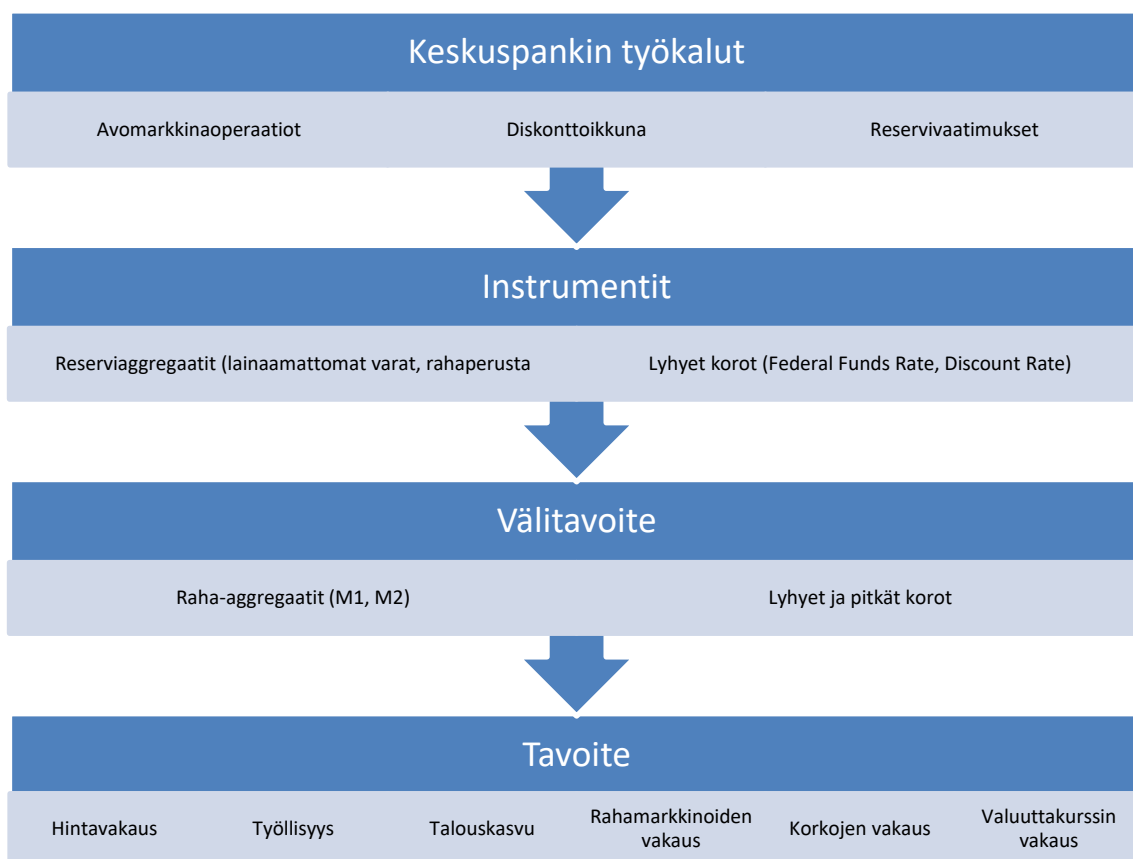 Keskuspankin työkalut
Avomarkkinaoperaatiot
Diskonttoikkuna
Reservivaatimukset
Instrumentit
Reserviaggregaatit (lainaamattomat varat, rahaperusta
Lyhyet korot (Federal Funds Rate, Discount Rate)
Välitavoite
Raha-aggregaatit (M1, M2)
Lyhyet ja pitkät korot
Tavoite
Hintavakaus
Työllisyys
Talouskasvu
Rahamarkkinoiden
vakaus
Korkojen vakaus
Valuuttakurssin
vakaus